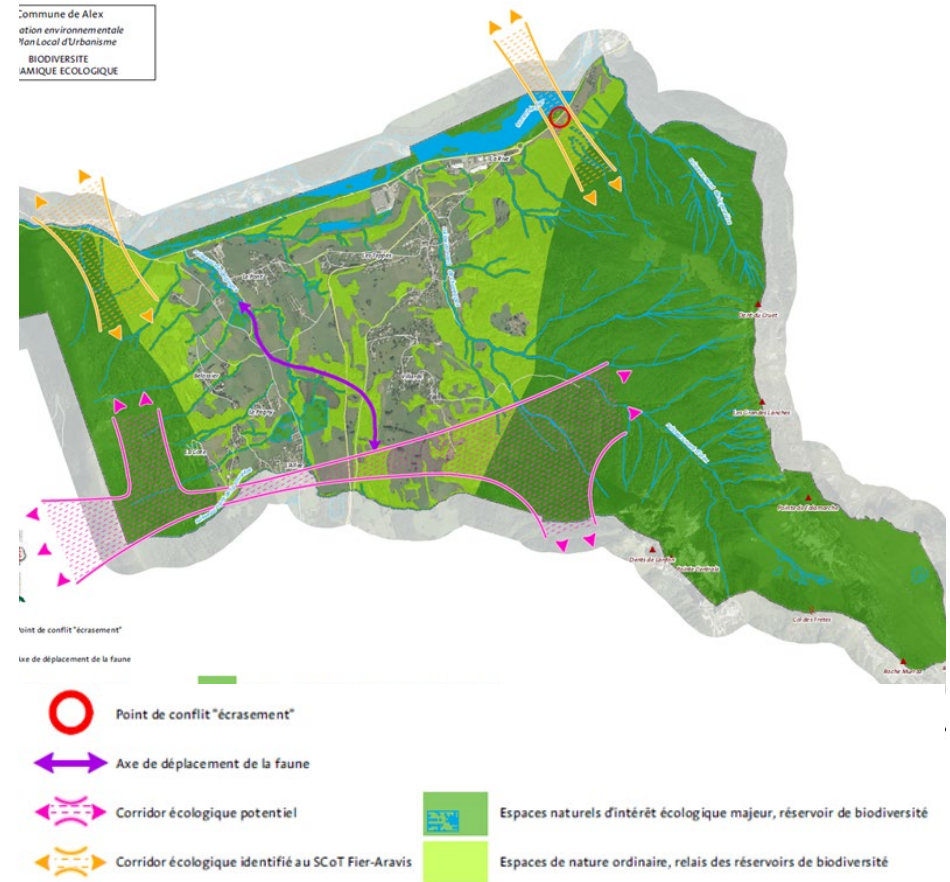 Commune de Alex
ation environnementale
Plan Local d'Urbanisme
BIODIVERSITE
AMIQUE ECOLOGIQUE
Le Pont
Les Teppes
Villard
Le Pegny
Dent du Cruet
Les Grandes Lanches
Dents de Lanfon
Col des Frêtes
Point de conflit "écrasement"
Axe de déplacement de la faune
Point de conflit "écrasement"
Axe de déplacement de la faune
Corridor écologique potentiel
Espaces naturels d'intérêt écologique majeur, réservoir de biodiversité
Corridor écologique identifié au SCoT Fier-Aravis
Espaces de nature ordinaire, relais des réservoirs de biodiversité